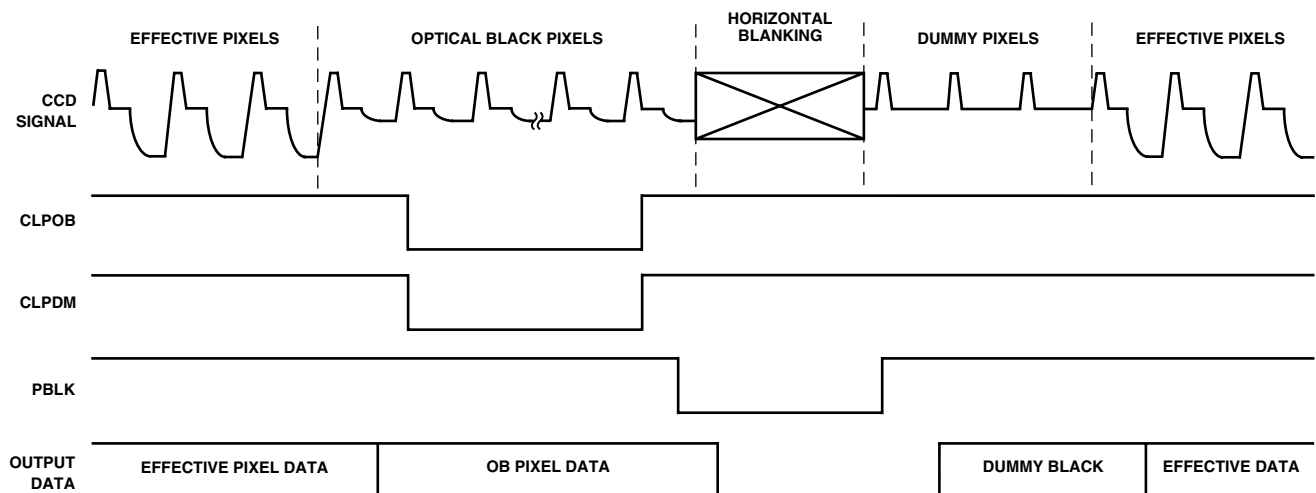 EFFECTIVE PIXELS
OPTICAL BLACK PIXELS
HORIZONTAL
BLANKING
DUMMY PIXELS
EFFECTIVE PIXELS
CCD
SIGNAL
CLPOB
CLPDM
PBLK
OUTPUT
DATA
EFFECTIVE PIXEL DATA
OB PIXEL DATA
DUMMY BLACK
EFFECTIVE DATA